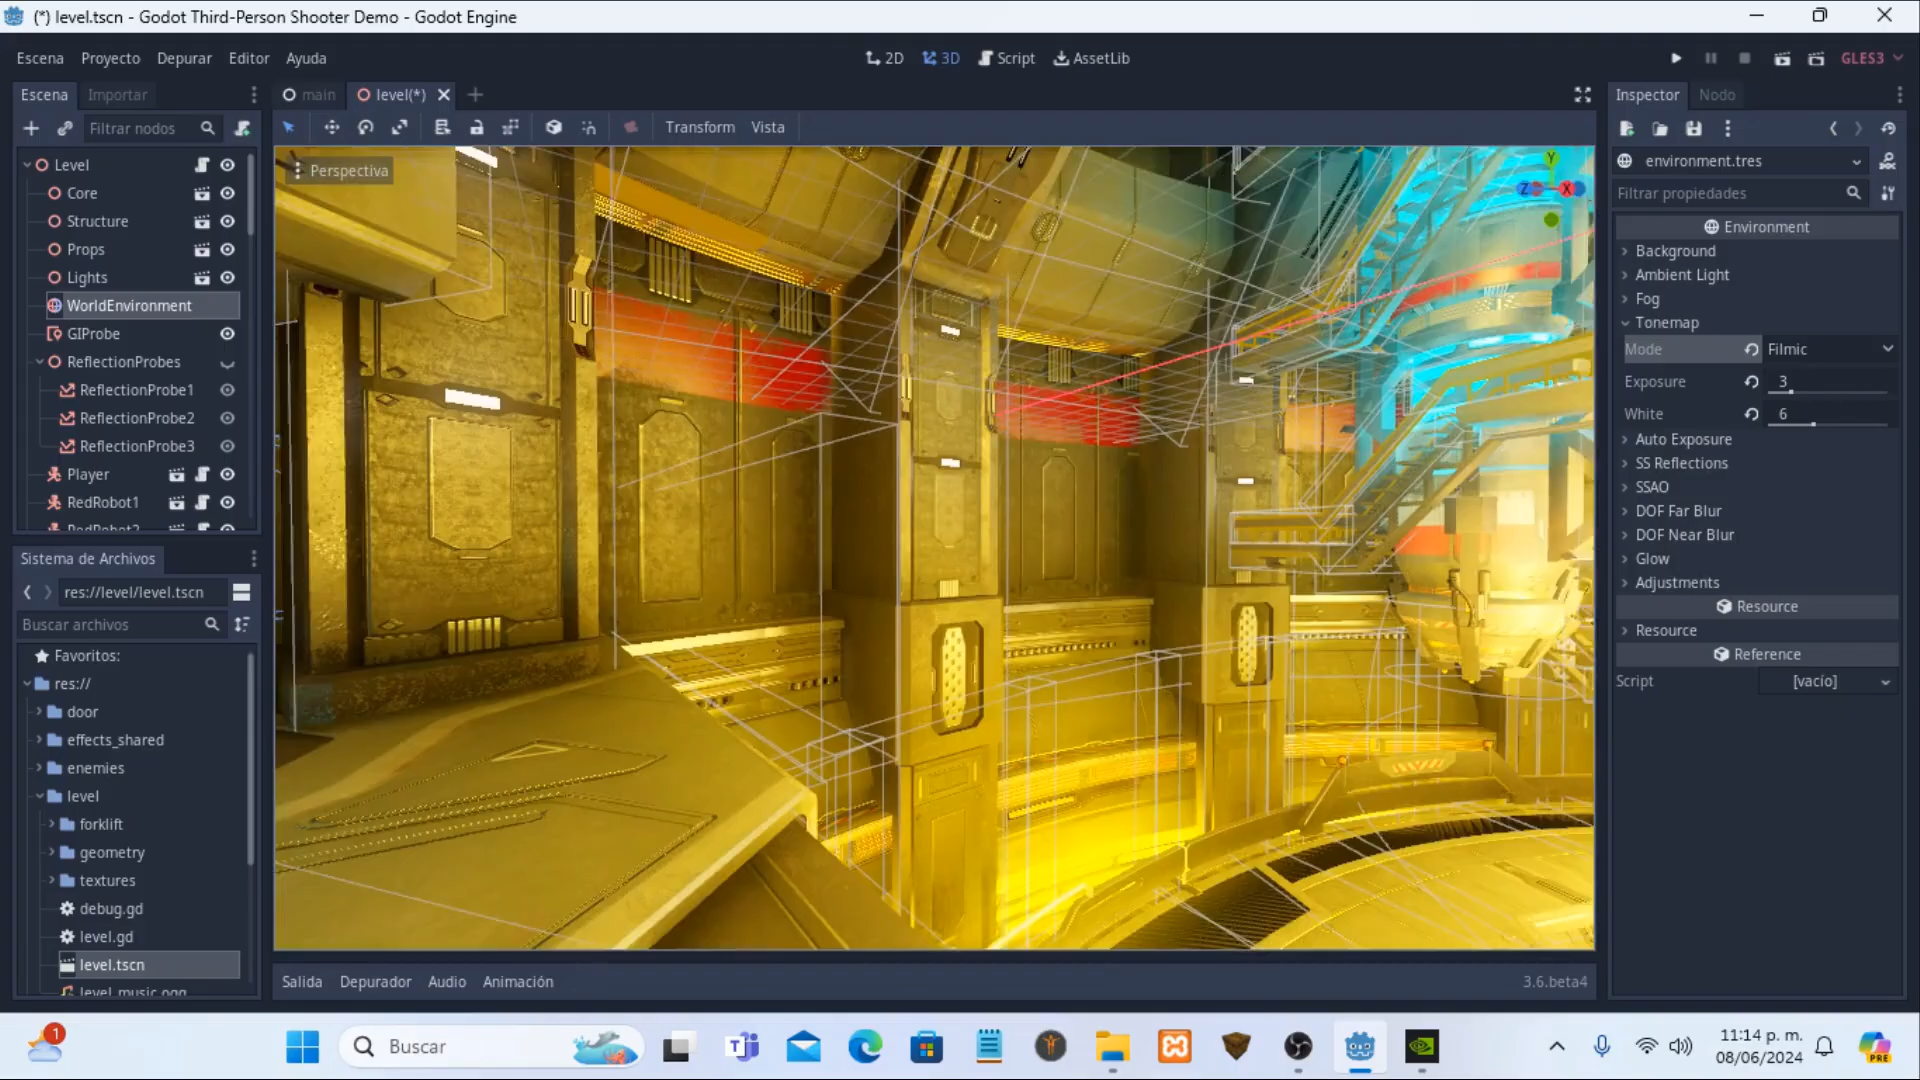 (*) level.tscn - Godot Third-Person Shooter Demo - Godot Engine
Escena Proyecto Depurar Editor Ayuda 2D 3D Script AssetLib GLES3
Escena Importar
main level(*)
Inspector Nodo
Filtrar nodos
Transform Vista
Perspectiva
Level
Core
Structure
Props
Lights
WorldEnvironment
GIProbe
ReflectionProbes
ReflectionProbe1
ReflectionProbe2
ReflectionProbe3
Player
RedRobot1
RedRobot2
Sistema de Archivos
res://level/level.tscn
Buscar archivos
Favoritos:
res://
door
effects_shared
enemies
level
forklift
geometry
textures
debug.gd
level.gd
level.tscn
level_music.ogg
Y
Z X
Salida Depurador Audio Animación 3.6.beta4
environment.tres
Filtrar propiedades
Environment
Background
Ambient Light
Fog
Tonemap
Mode Filmic
Exposure 3
White 6
Auto Exposure
SS Reflections
SSAO
DOF Far Blur
DOF Near Blur
Glow
Adjustments
Resource
Resource
Reference
Script [vacío]
1
Buscar
T
11:14 p. m.
08/06/2024
PRE